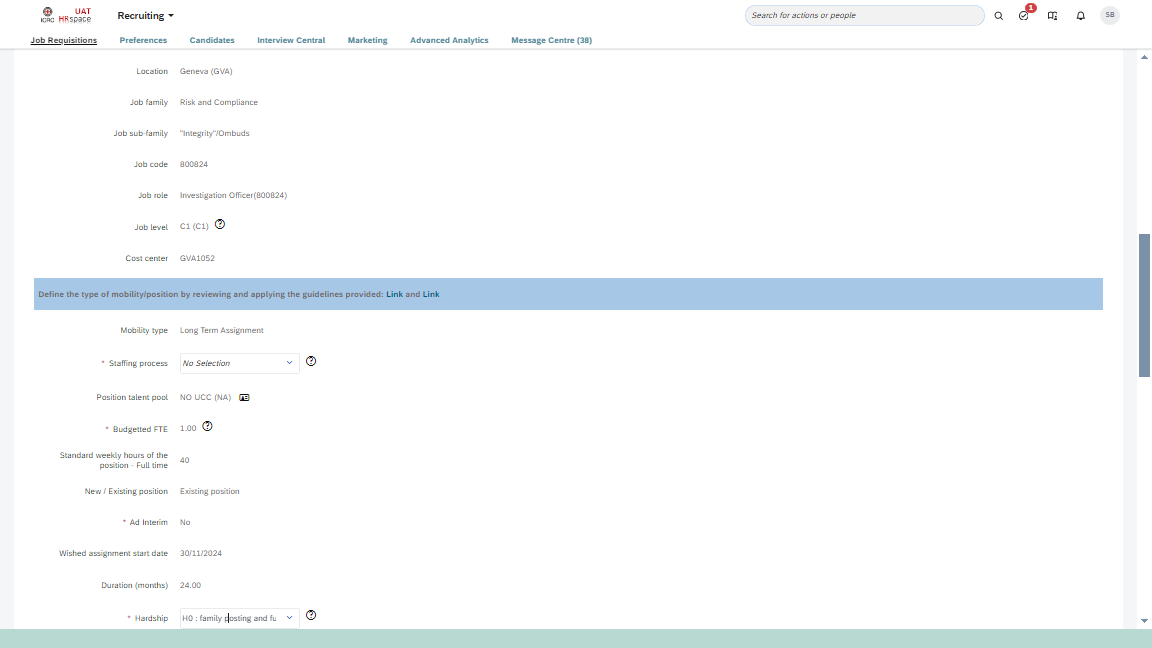 ICRC
UAT
HRspace
Recruiting
Search for actions or people
1
SB
Job Requisitions
Preferences
Candidates
Interview Central
Marketing
Advanced Analytics
Message Centre (38)
Location Geneva (GVA)
Job family Risk and Compliance
Job sub-family "Integrity"/Ombuds
Job code 800824
Job role Investigation Officer(800824)
Job level C1 (C1)
Cost center GVA1052
Define the type of mobility/position by reviewing and applying the guidelines provided: Link and Link
Mobility type Long Term Assignment
* Staffing process No Selection
Position talent pool NO UCC (NA)
* Budgetted FTE 1.00
Standard weekly hours of the
position - Full time 40
New / Existing position Existing position
* Ad Interim No
Wished assignment start date 30/11/2024
Duration (months) 24.00
* Hardship H0 : family posting and fu